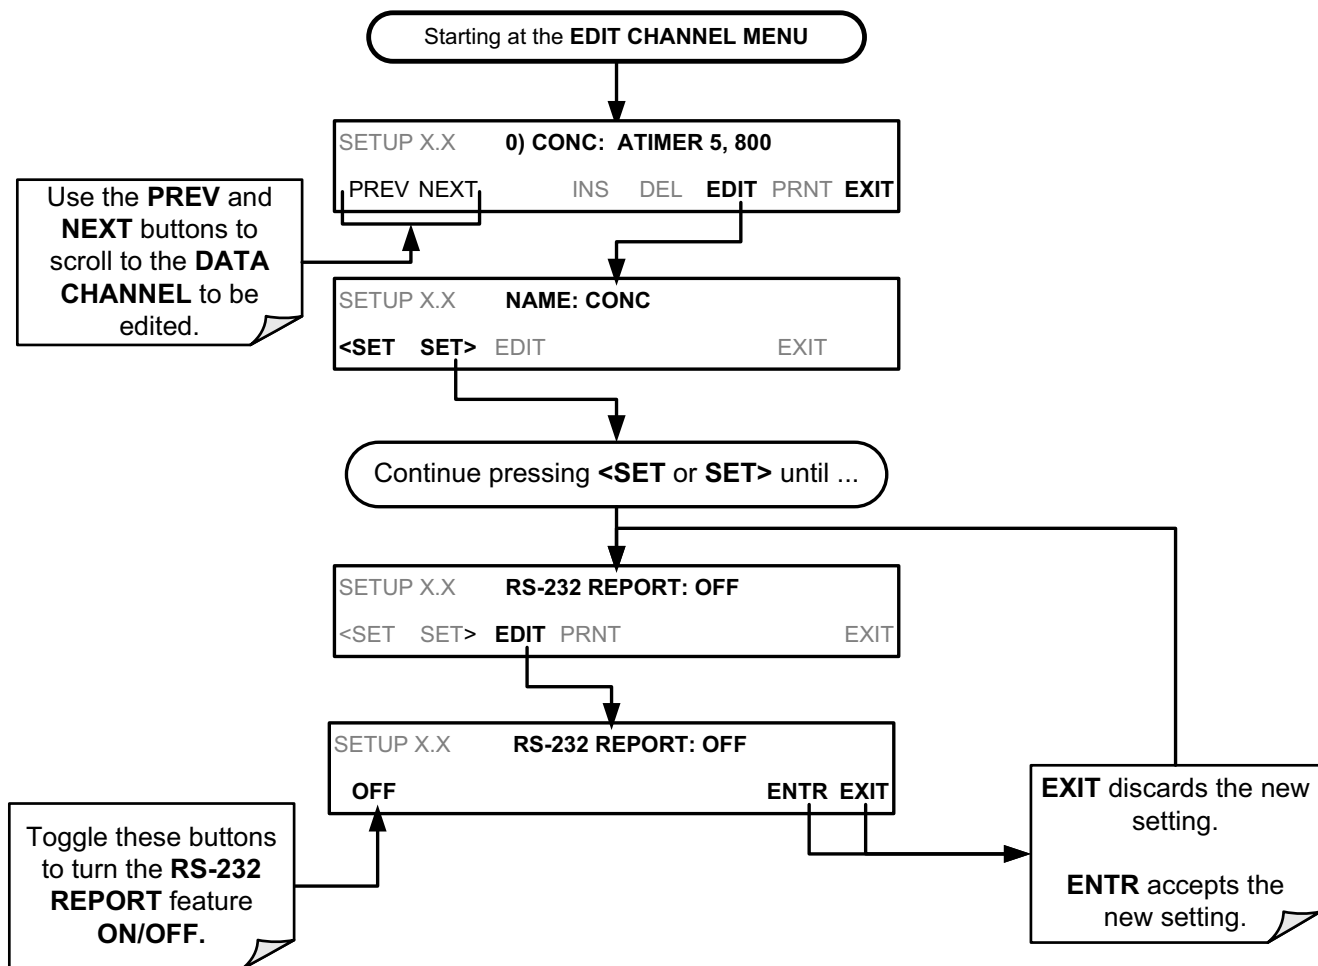 Starting at the EDIT CHANNEL MENU
SETUP X.X 0) CONC: ATIMER 5, 800
PREV NEXT INS DEL EDIT PRNT EXIT
Use the PREV and
NEXT buttons to
scroll to the DATA
CHANNEL to be
edited.
SETUP X.X NAME: CONC
<SET SET> EDIT EXIT
Continue pressing <SET or SET> until ...
SETUP X.X RS-232 REPORT: OFF
<SET SET> EDIT PRNT EXIT
SETUP X.X RS-232 REPORT: OFF
OFF ENTR EXIT
Toggle these buttons
to turn the RS-232
REPORT feature
ON/OFF.
EXIT discards the new
setting.
ENTR accepts the
new setting.